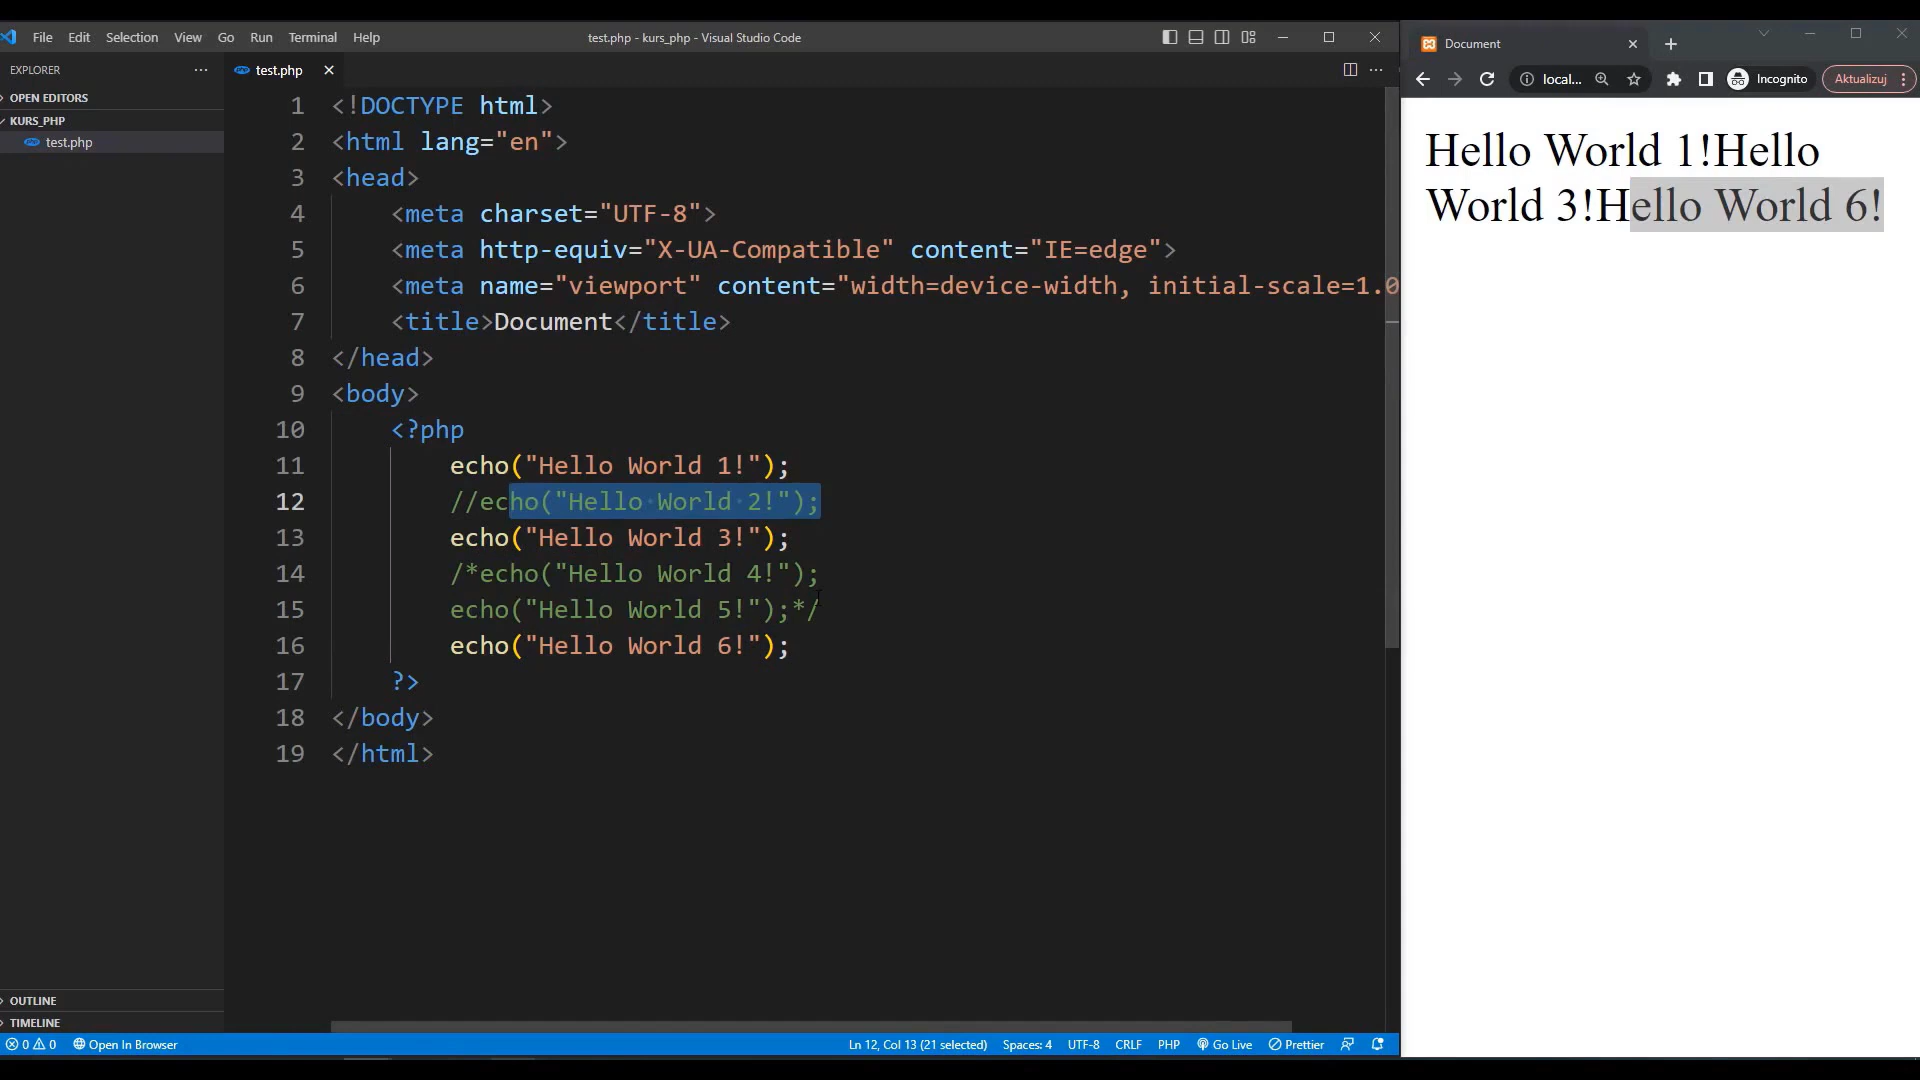 File Edit Selection View Go Run Terminal Help
test.php - kurs_php - Visual Studio Code
EXPLORER
OPEN EDITORS
KURS_PHP
test.php
test.php
1 <!DOCTYPE html>
2 <html lang="en">
3 <head>
4 <meta charset="UTF-8">
5 <meta http-equiv="X-UA-Compatible" content="IE=edge">
6 <meta name="viewport" content="width=device-width, initial-scale=1.0
7 <title>Document</title>
8 </head>
9 <body>
10 <?php
11 echo("Hello World 1!");
12 //echo("Hello World 2!");
13 echo("Hello World 3!");
14 /*echo("Hello World 4!");
15 echo("Hello World 5!");*/
16 echo("Hello World 6!");
17 ?>
18 </body>
19 </html>
OUTLINE
TIMELINE
0 0 Open In Browser
Ln 12, Col 13 (21 selected) Spaces: 4 UTF-8 CRLF PHP Go Live Prettier
Document
local... Incognito Aktualizuj
Hello World 1!Hello
World 3!Hello World 6!